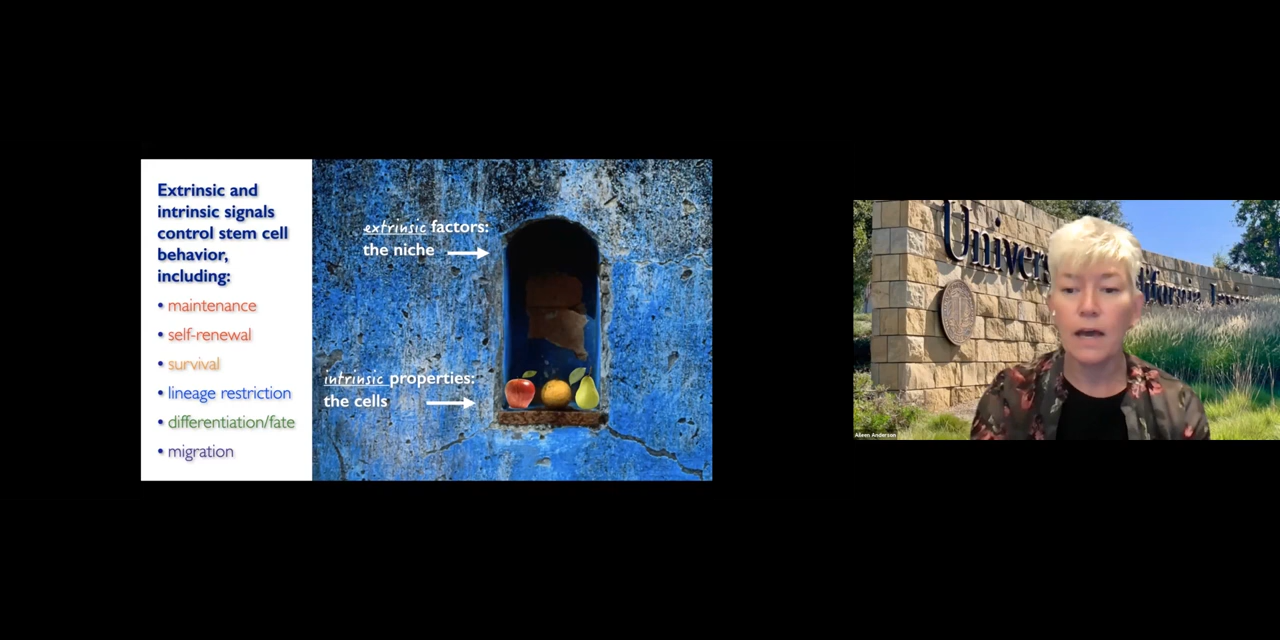 Extrinsic and
intrinsic signals
control stem cell
behavior,
including:
• maintenance
• self-renewal
• survival
• lineage restriction
• differentiation/fate
• migration
extrinsic factors:
the niche
intrinsic properties:
the cells
Aileen Anderson